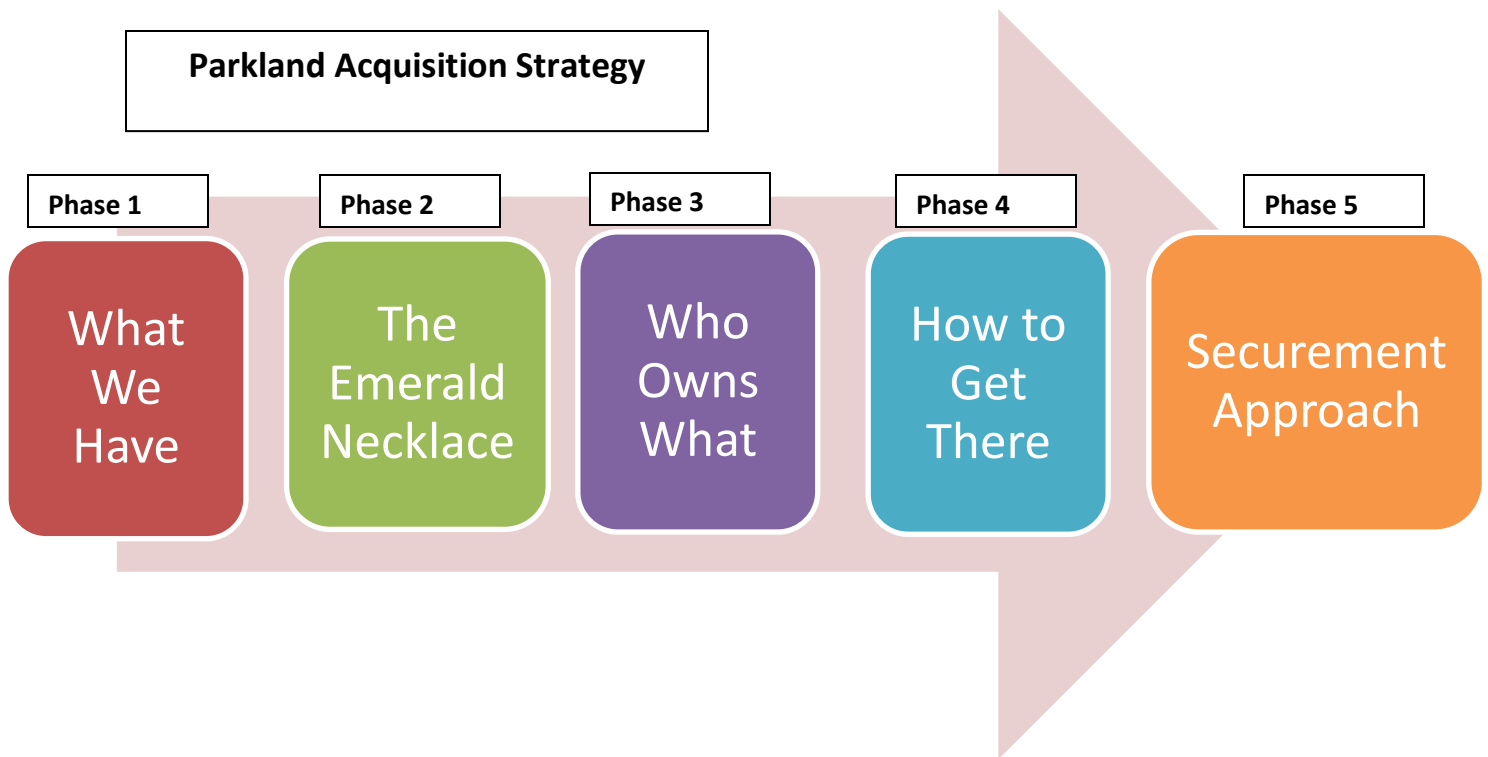 Parkland Acquisition Strategy
Phase 1
Phase 2
Phase 3
Phase 4
Phase 5
What
We
Have
The
Emerald
Necklace
Who
Owns
What
How to
Get
There
Securement
Approach